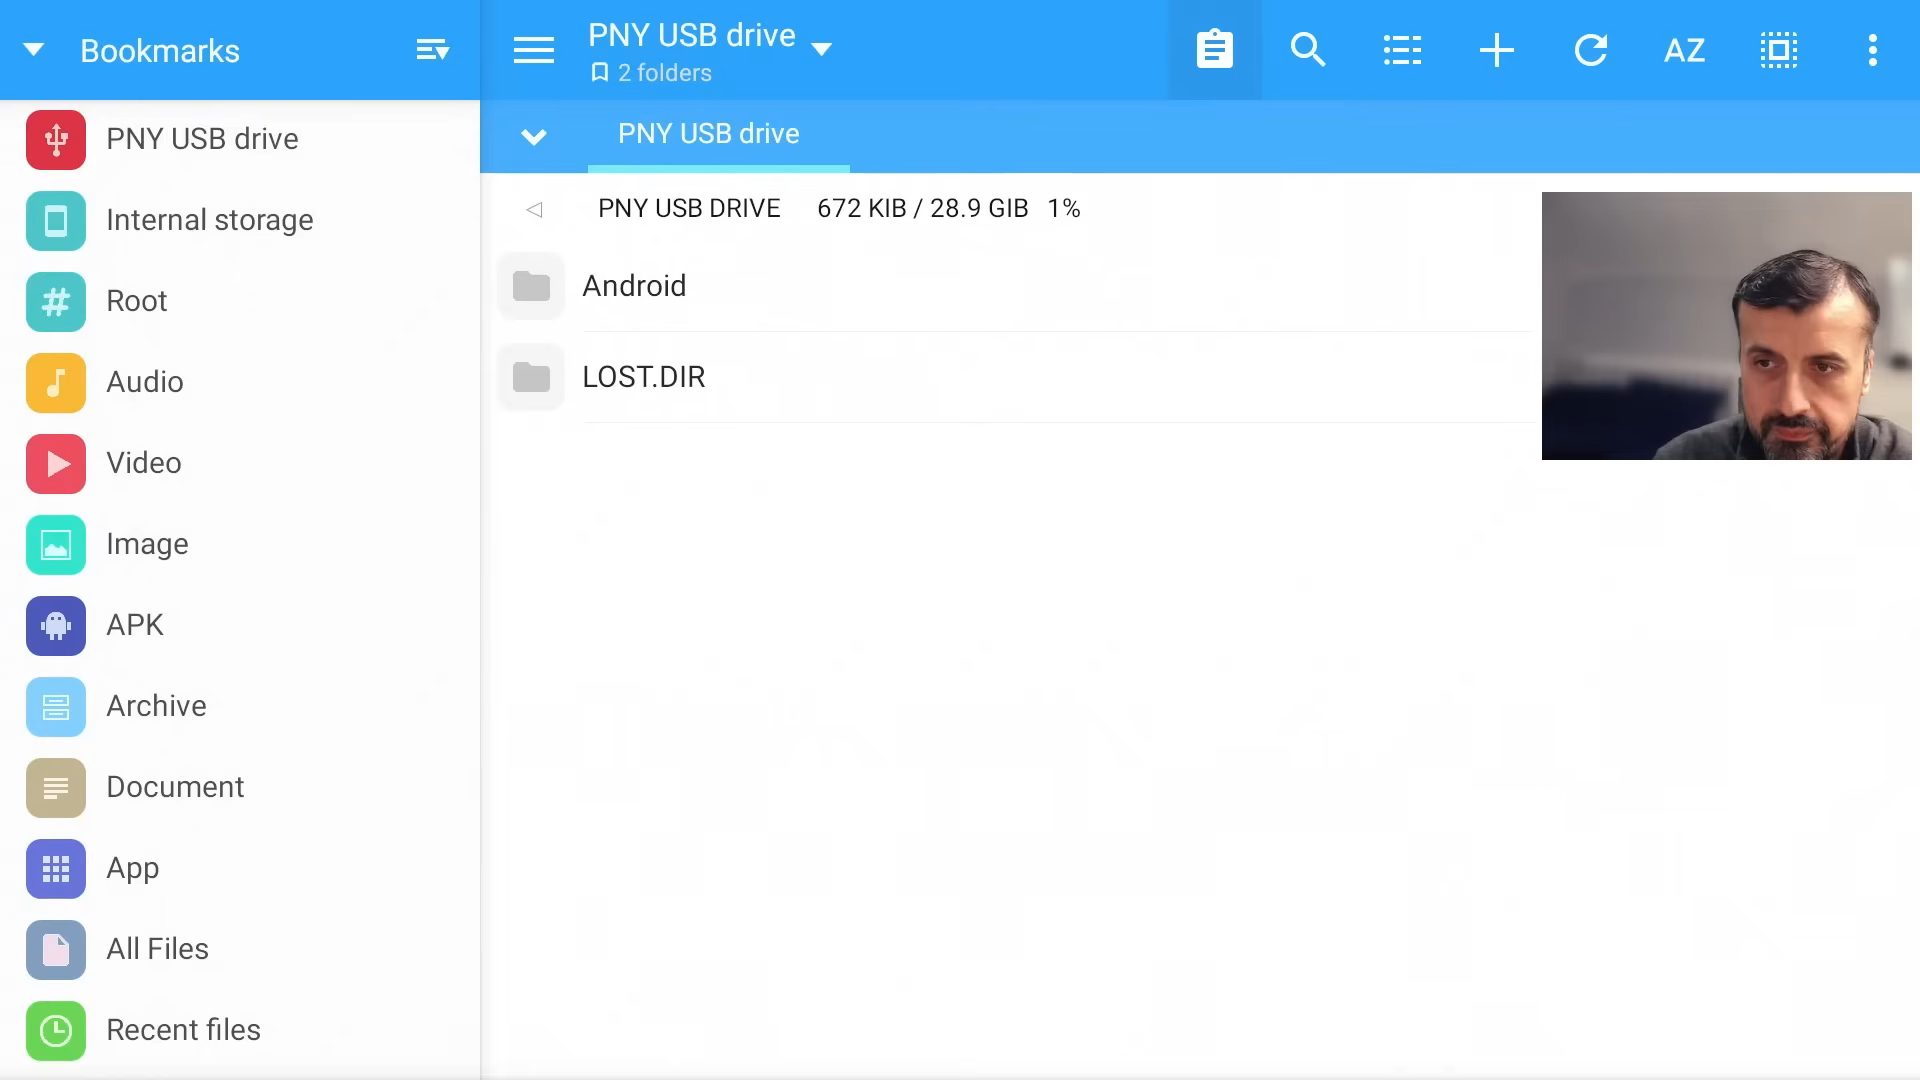 Bookmarks
PNY USB drive
Internal storage
Root
Audio
Video
Image
APK
Archive
Document
App
All Files
Recent files
PNY USB drive
2 folders
AZ
PNY USB drive
PNY USB DRIVE 672 KIB / 28.9 GIB 1%
Android
LOST.DIR